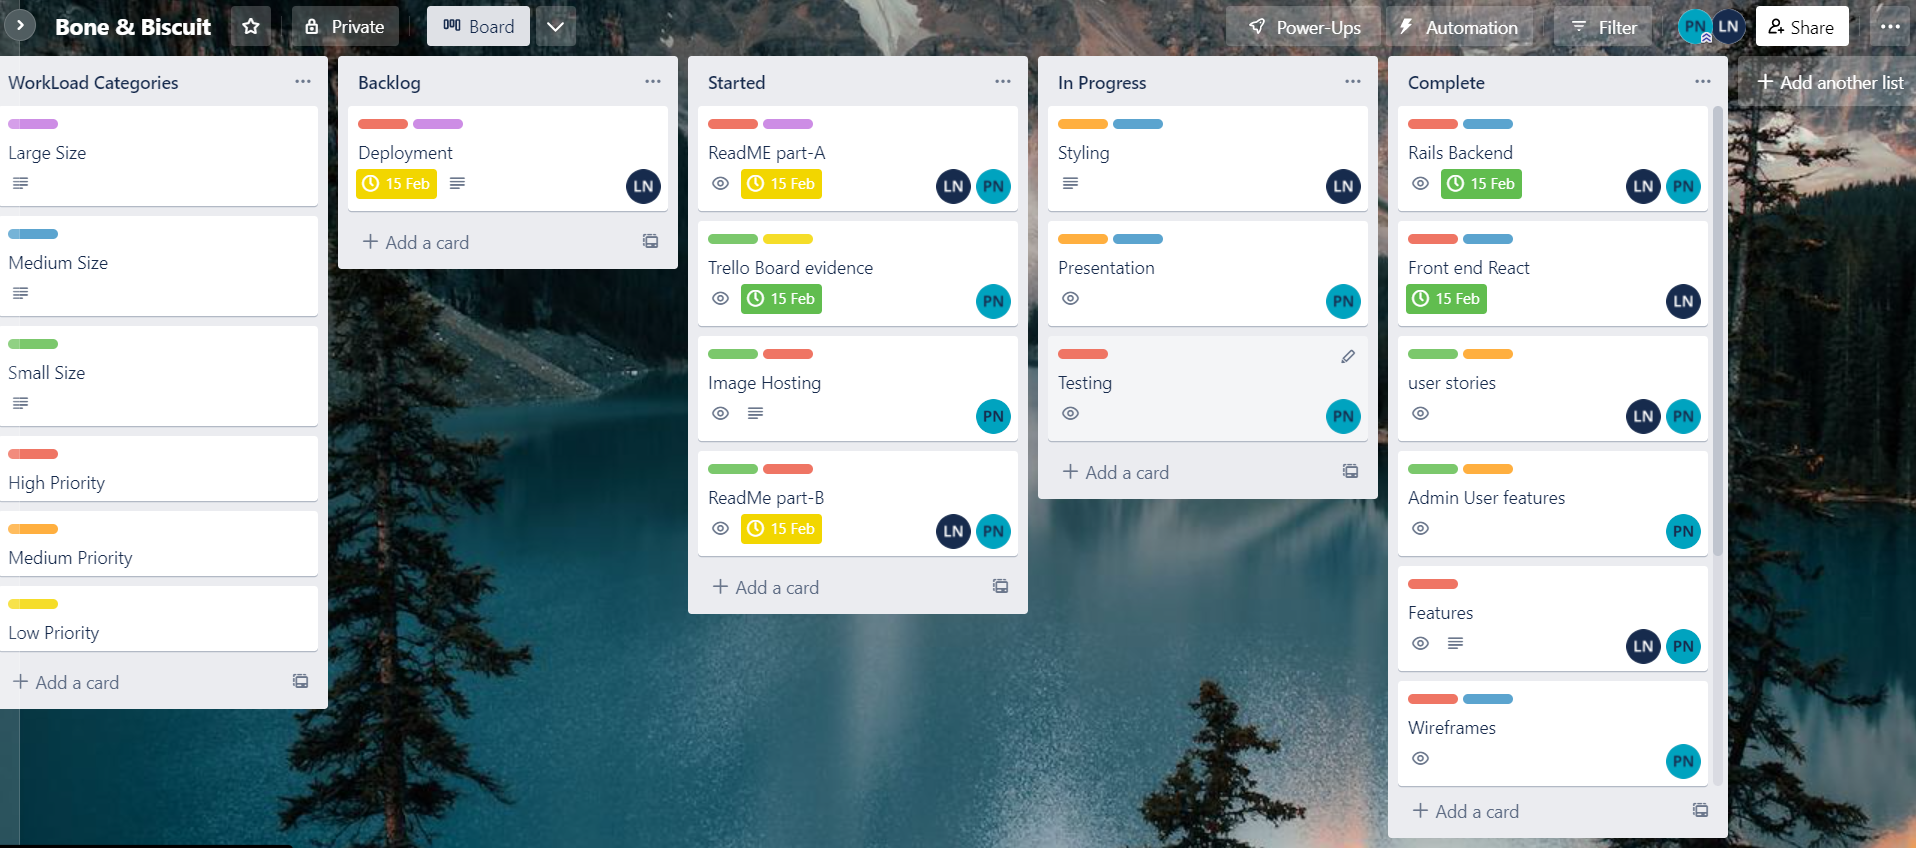 Bone & Biscuit
Private
Board
Power-Ups
Automation
Filter
PN
LN
Share
WorkLoad Categories
Large Size
Medium Size
Small Size
High Priority
Medium Priority
Low Priority
+ Add a card
Backlog
Deployment
15 Feb
LN
+ Add a card
Started
ReadME part-A
15 Feb
LN PN
Trello Board evidence
15 Feb
PN
Image Hosting
PN
ReadMe part-B
15 Feb
LN PN
+ Add a card
In Progress
Styling
LN
Presentation
PN
Testing
PN
+ Add a card
Complete
Rails Backend
15 Feb
LN PN
Front end React
15 Feb
LN
user stories
LN PN
Admin User features
PN
Features
LN PN
Wireframes
PN
+ Add a card
+ Add another list